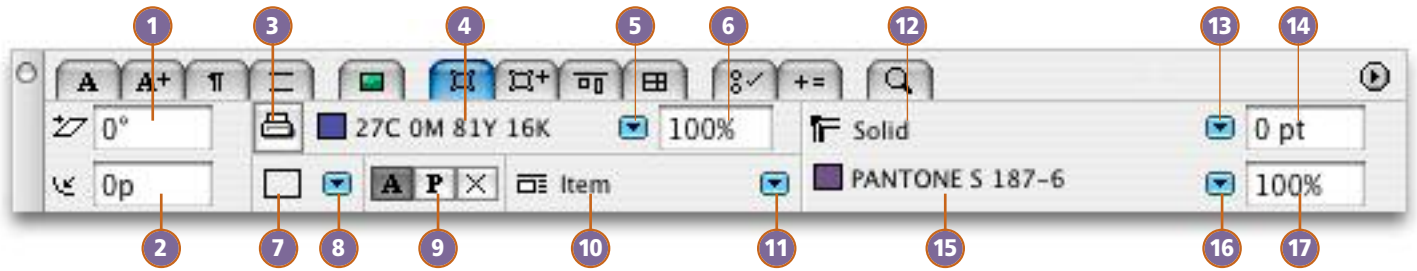 1 3 4 5 6 12 13 14
A A+ ¶ + += 
0° 27C 0M 81Y 16K 100% Solid 0 pt
0p A P Item PANTONE S 187-6 100%
2 7 8 9 10 11 15 16 17